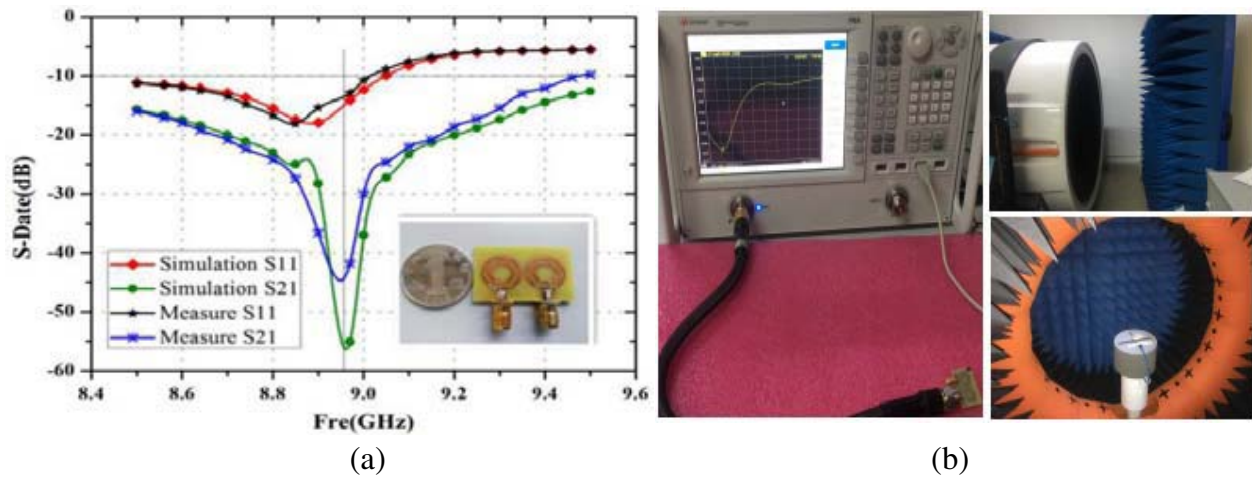 0
-10
-20
-30
-40
-50
-60
S-Date(dB)
Simulation S11
Simulation S21
Measure S11
Measure S21
8.4 8.6 8.8 9.0 9.2 9.4 9.6
Fre(GHz)
(a)
(b)